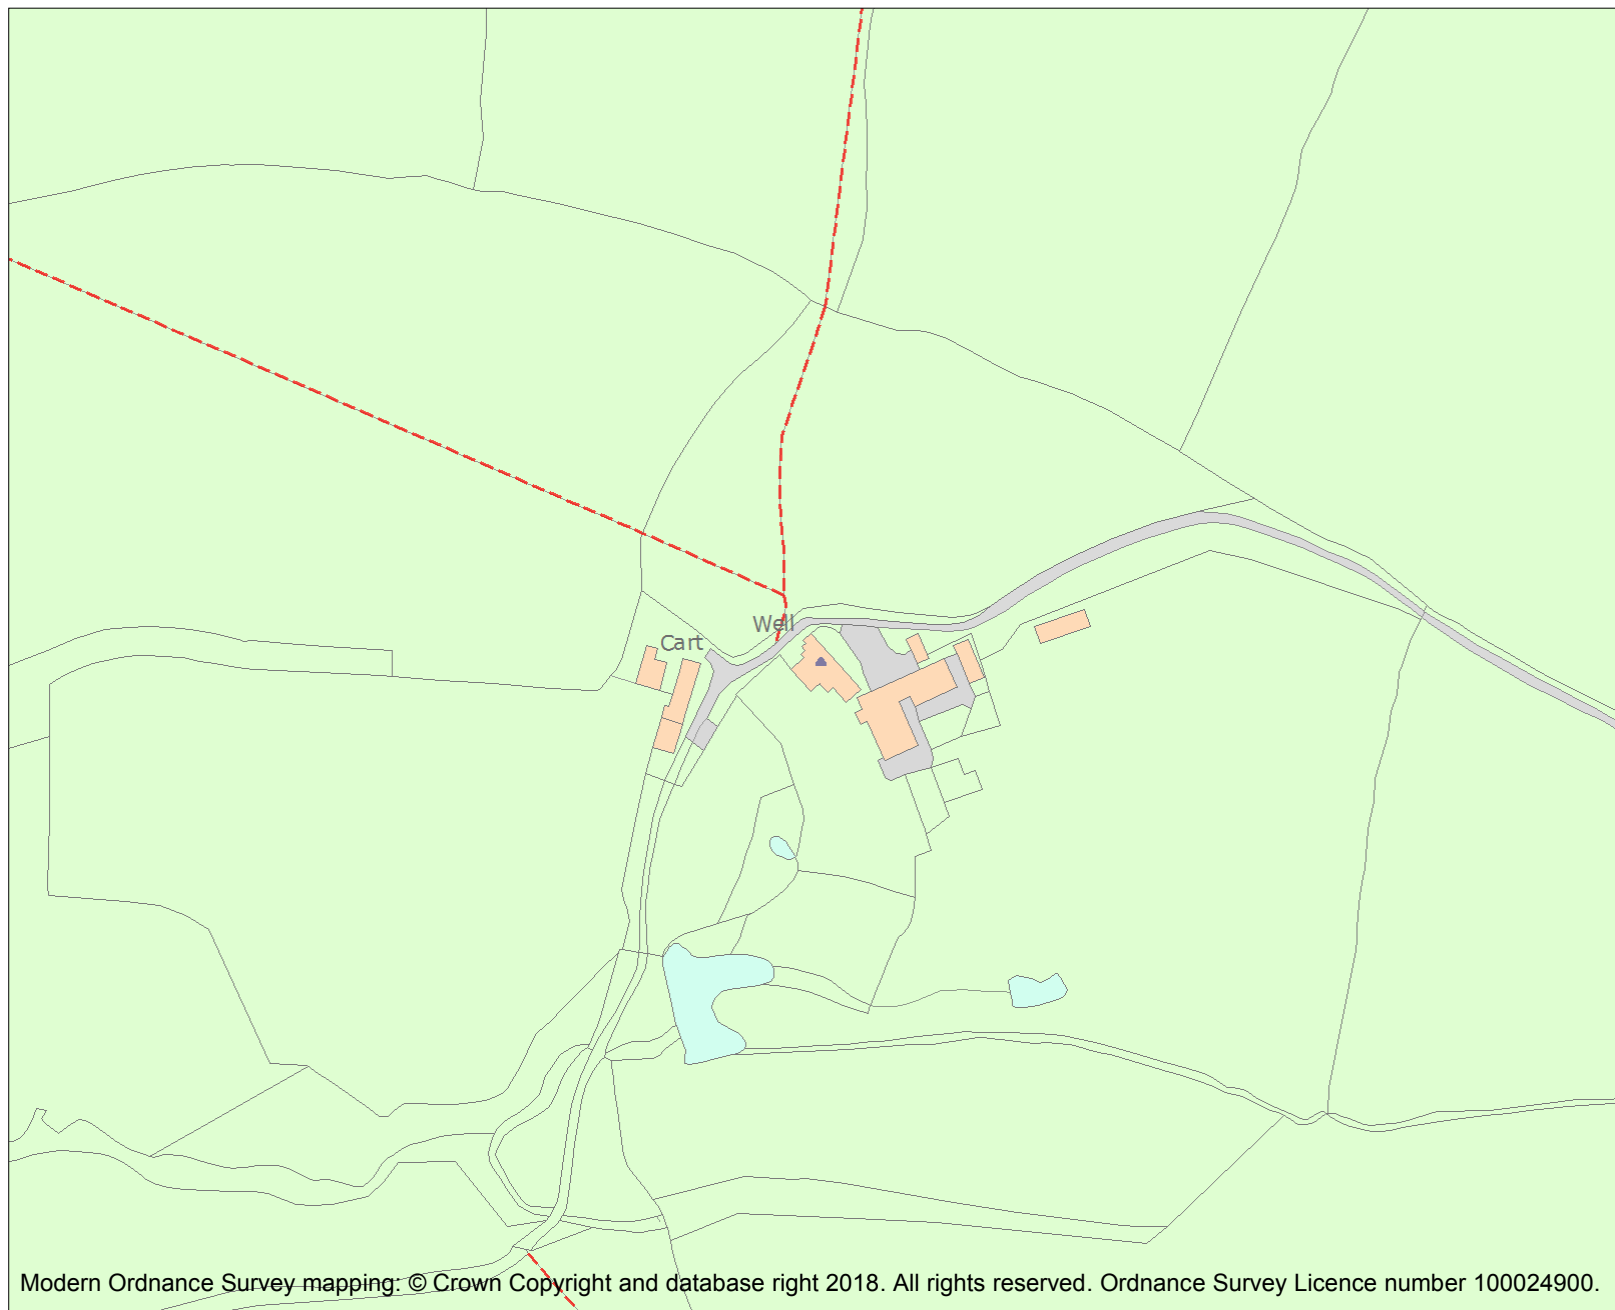 Well
Cart
Modern Ordnance Survey mapping: © Crown Copyright and database right 2018. All rights reserved. Ordnance Survey Licence number 100024900.